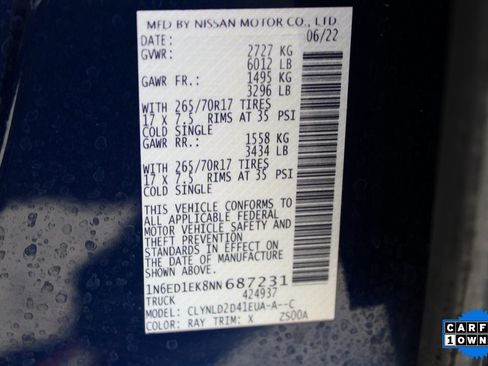 MFD BY NISSAN MOTOR CO., LTD.
DATE: 06/22
GVWR: 2727 KG
6012 LB
GAWR FR.: 1495 KG
3296 LB
WITH 265/70R17 TIRES
17 X 7.5 RIMS AT 35 PSI
COLD SINGLE
GAWR RR.: 1558 KG
3434 LB
WITH 265/70R17 TIRES
17 X 7.5 RIMS AT 35 PSI
COLD SINGLE
THIS VEHICLE CONFORMS TO
ALL APPLICABLE FEDERAL
MOTOR VEHICLE SAFETY AND
THEFT PREVENTION
STANDARDS IN EFFECT ON
THE DATE OF MANUFACTURE
SHOWN ABOVE.
1N6ED1EK8NN687231
TRUCK 424937
MODEL: CLYNLD2D41EUA-A--C
COLOR: RAY TRIM: X ZS00A
CARF
1 OWN